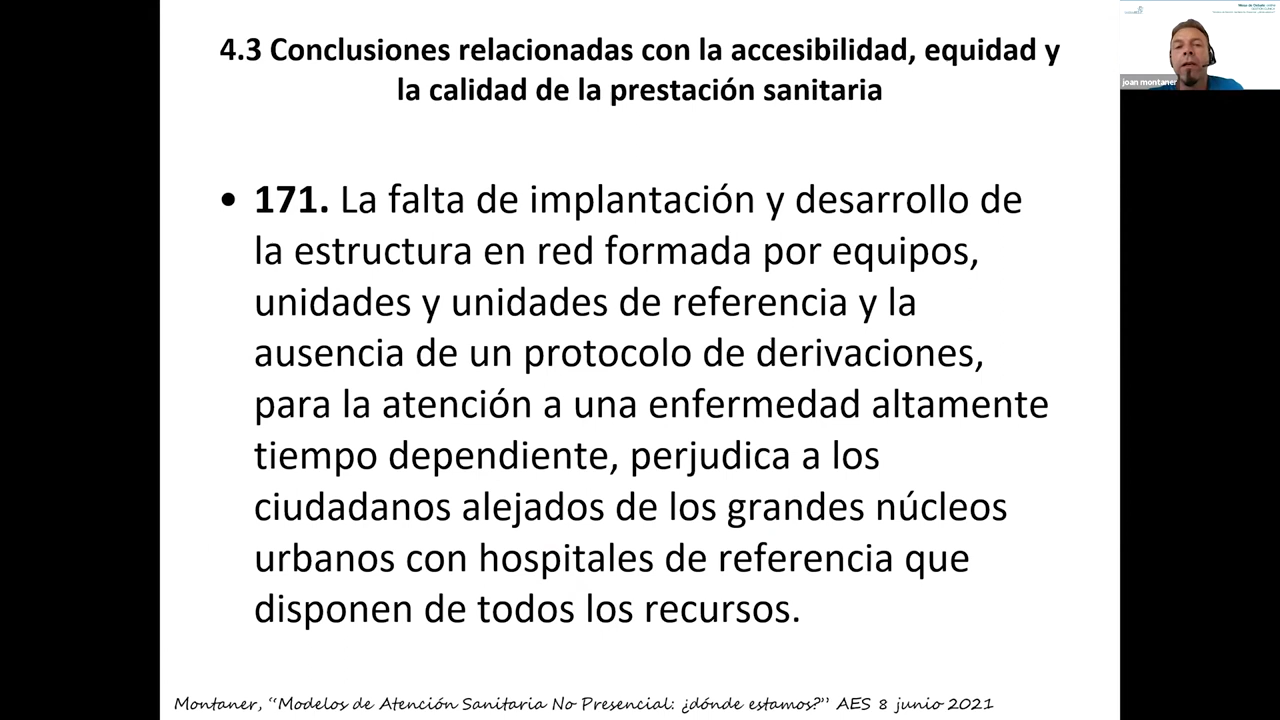 4.3 Conclusiones relacionadas con la accesibilidad, equidad y
la calidad de la prestación sanitaria
• 171. La falta de implantación y desarrollo de
la estructura en red formada por equipos,
unidades y unidades de referencia y la
ausencia de un protocolo de derivaciones,
para la atención a una enfermedad altamente
tiempo dependiente, perjudica a los
ciudadanos alejados de los grandes núcleos
urbanos con hospitales de referencia que
disponen de todos los recursos.
Montaner, “Modelos de Atención Sanitaria No Presencial: ¿dónde estamos?” AES 8 junio 2021
joan montaner